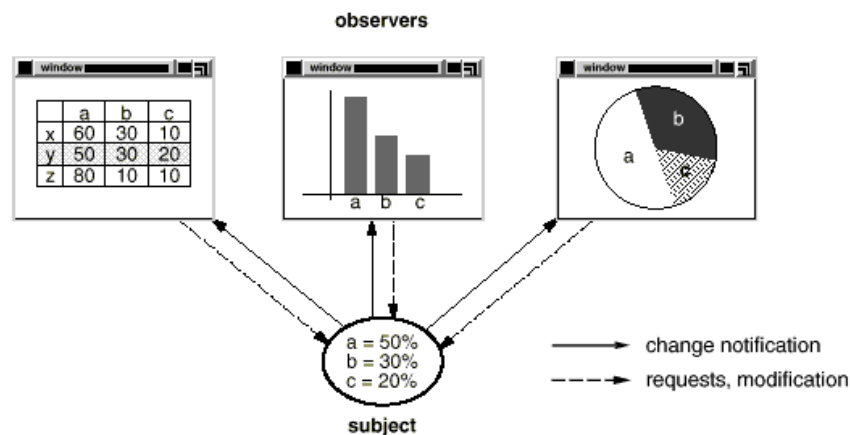 observers
window
a b c
x 60 30 10
y 50 30 20
z 80 10 10
window
a b c
window
a
b
c
a = 50%
b = 30%
c = 20%
subject
change notification
requests, modification